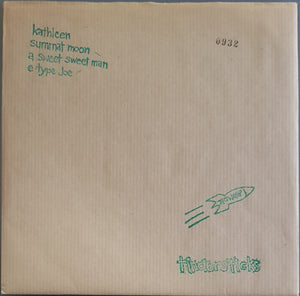 kathleen
summat moon
a sweet sweet man
e-type Joe
0932
tindersticks